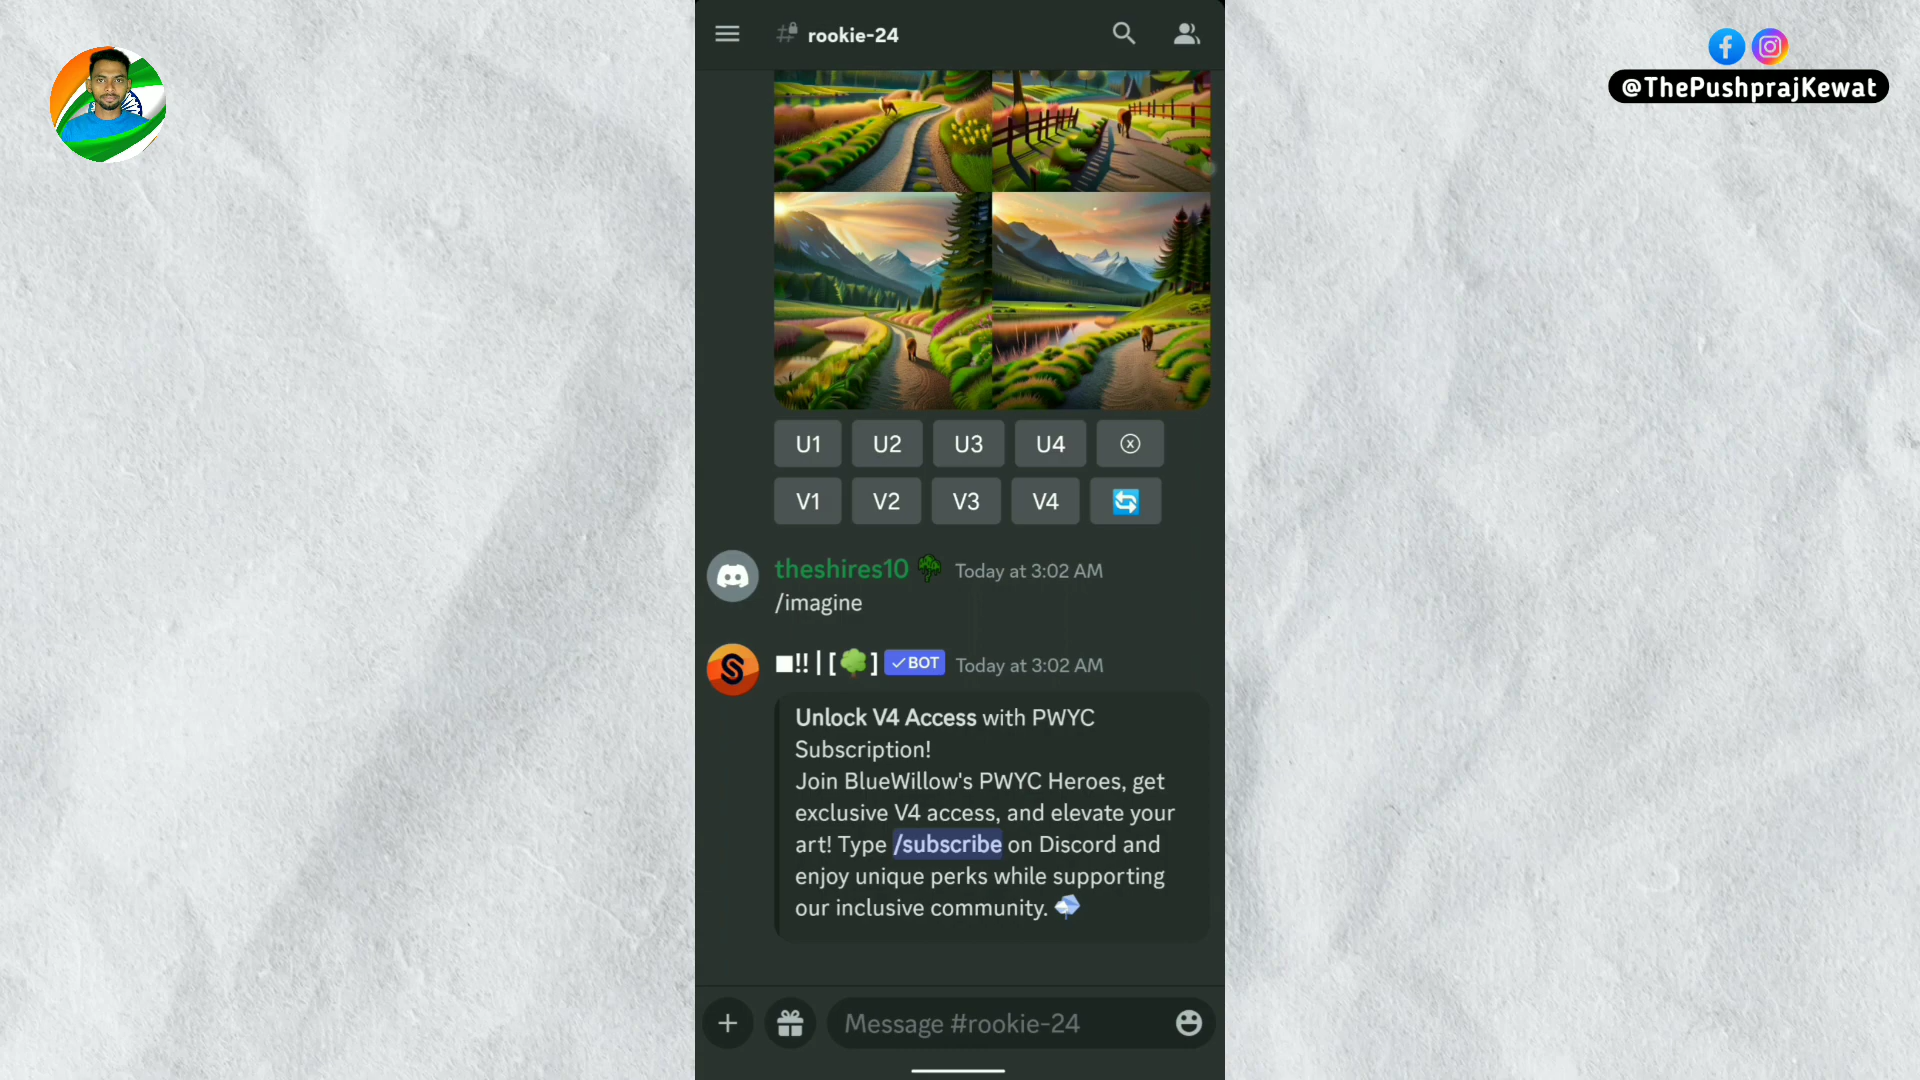 rookie-24
@ThePushprajKewat
U1 U2 U3 U4
V1 V2 V3 V4
theshires10 Today at 3:02 AM
/imagine
■!! | [🌳] ✓BOT Today at 3:02 AM
Unlock V4 Access with PWYC
Subscription!
Join BlueWillow's PWYC Heroes, get
exclusive V4 access, and elevate your
art! Type /subscribe on Discord and
enjoy unique perks while supporting
our inclusive community.
Message #rookie-24